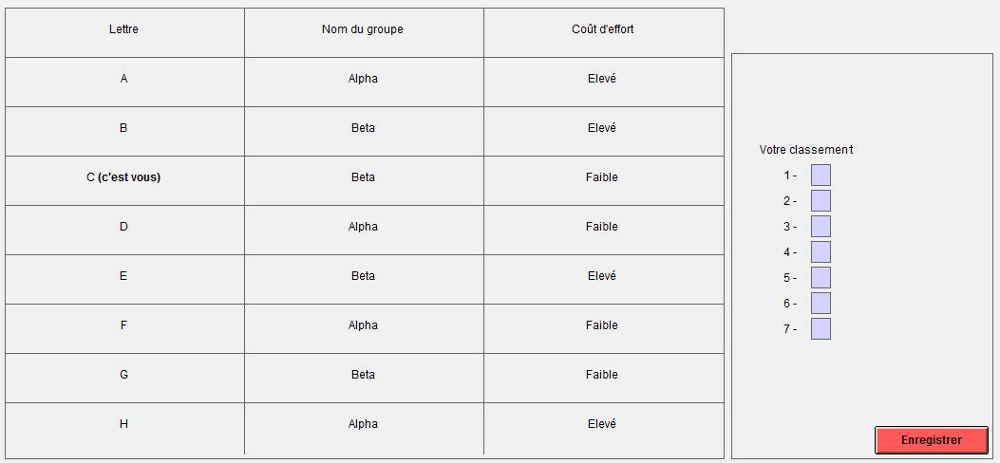 Lettre Nom du groupe Coût d'effort
A Alpha Elevé
B Beta Elevé
C (c'est vous) Beta Faible
D Alpha Faible
E Beta Elevé
F Alpha Faible
G Beta Faible
H Alpha Elevé
Votre classement
1 -
2 -
3 -
4 -
5 -
6 -
7 -
Enregistrer